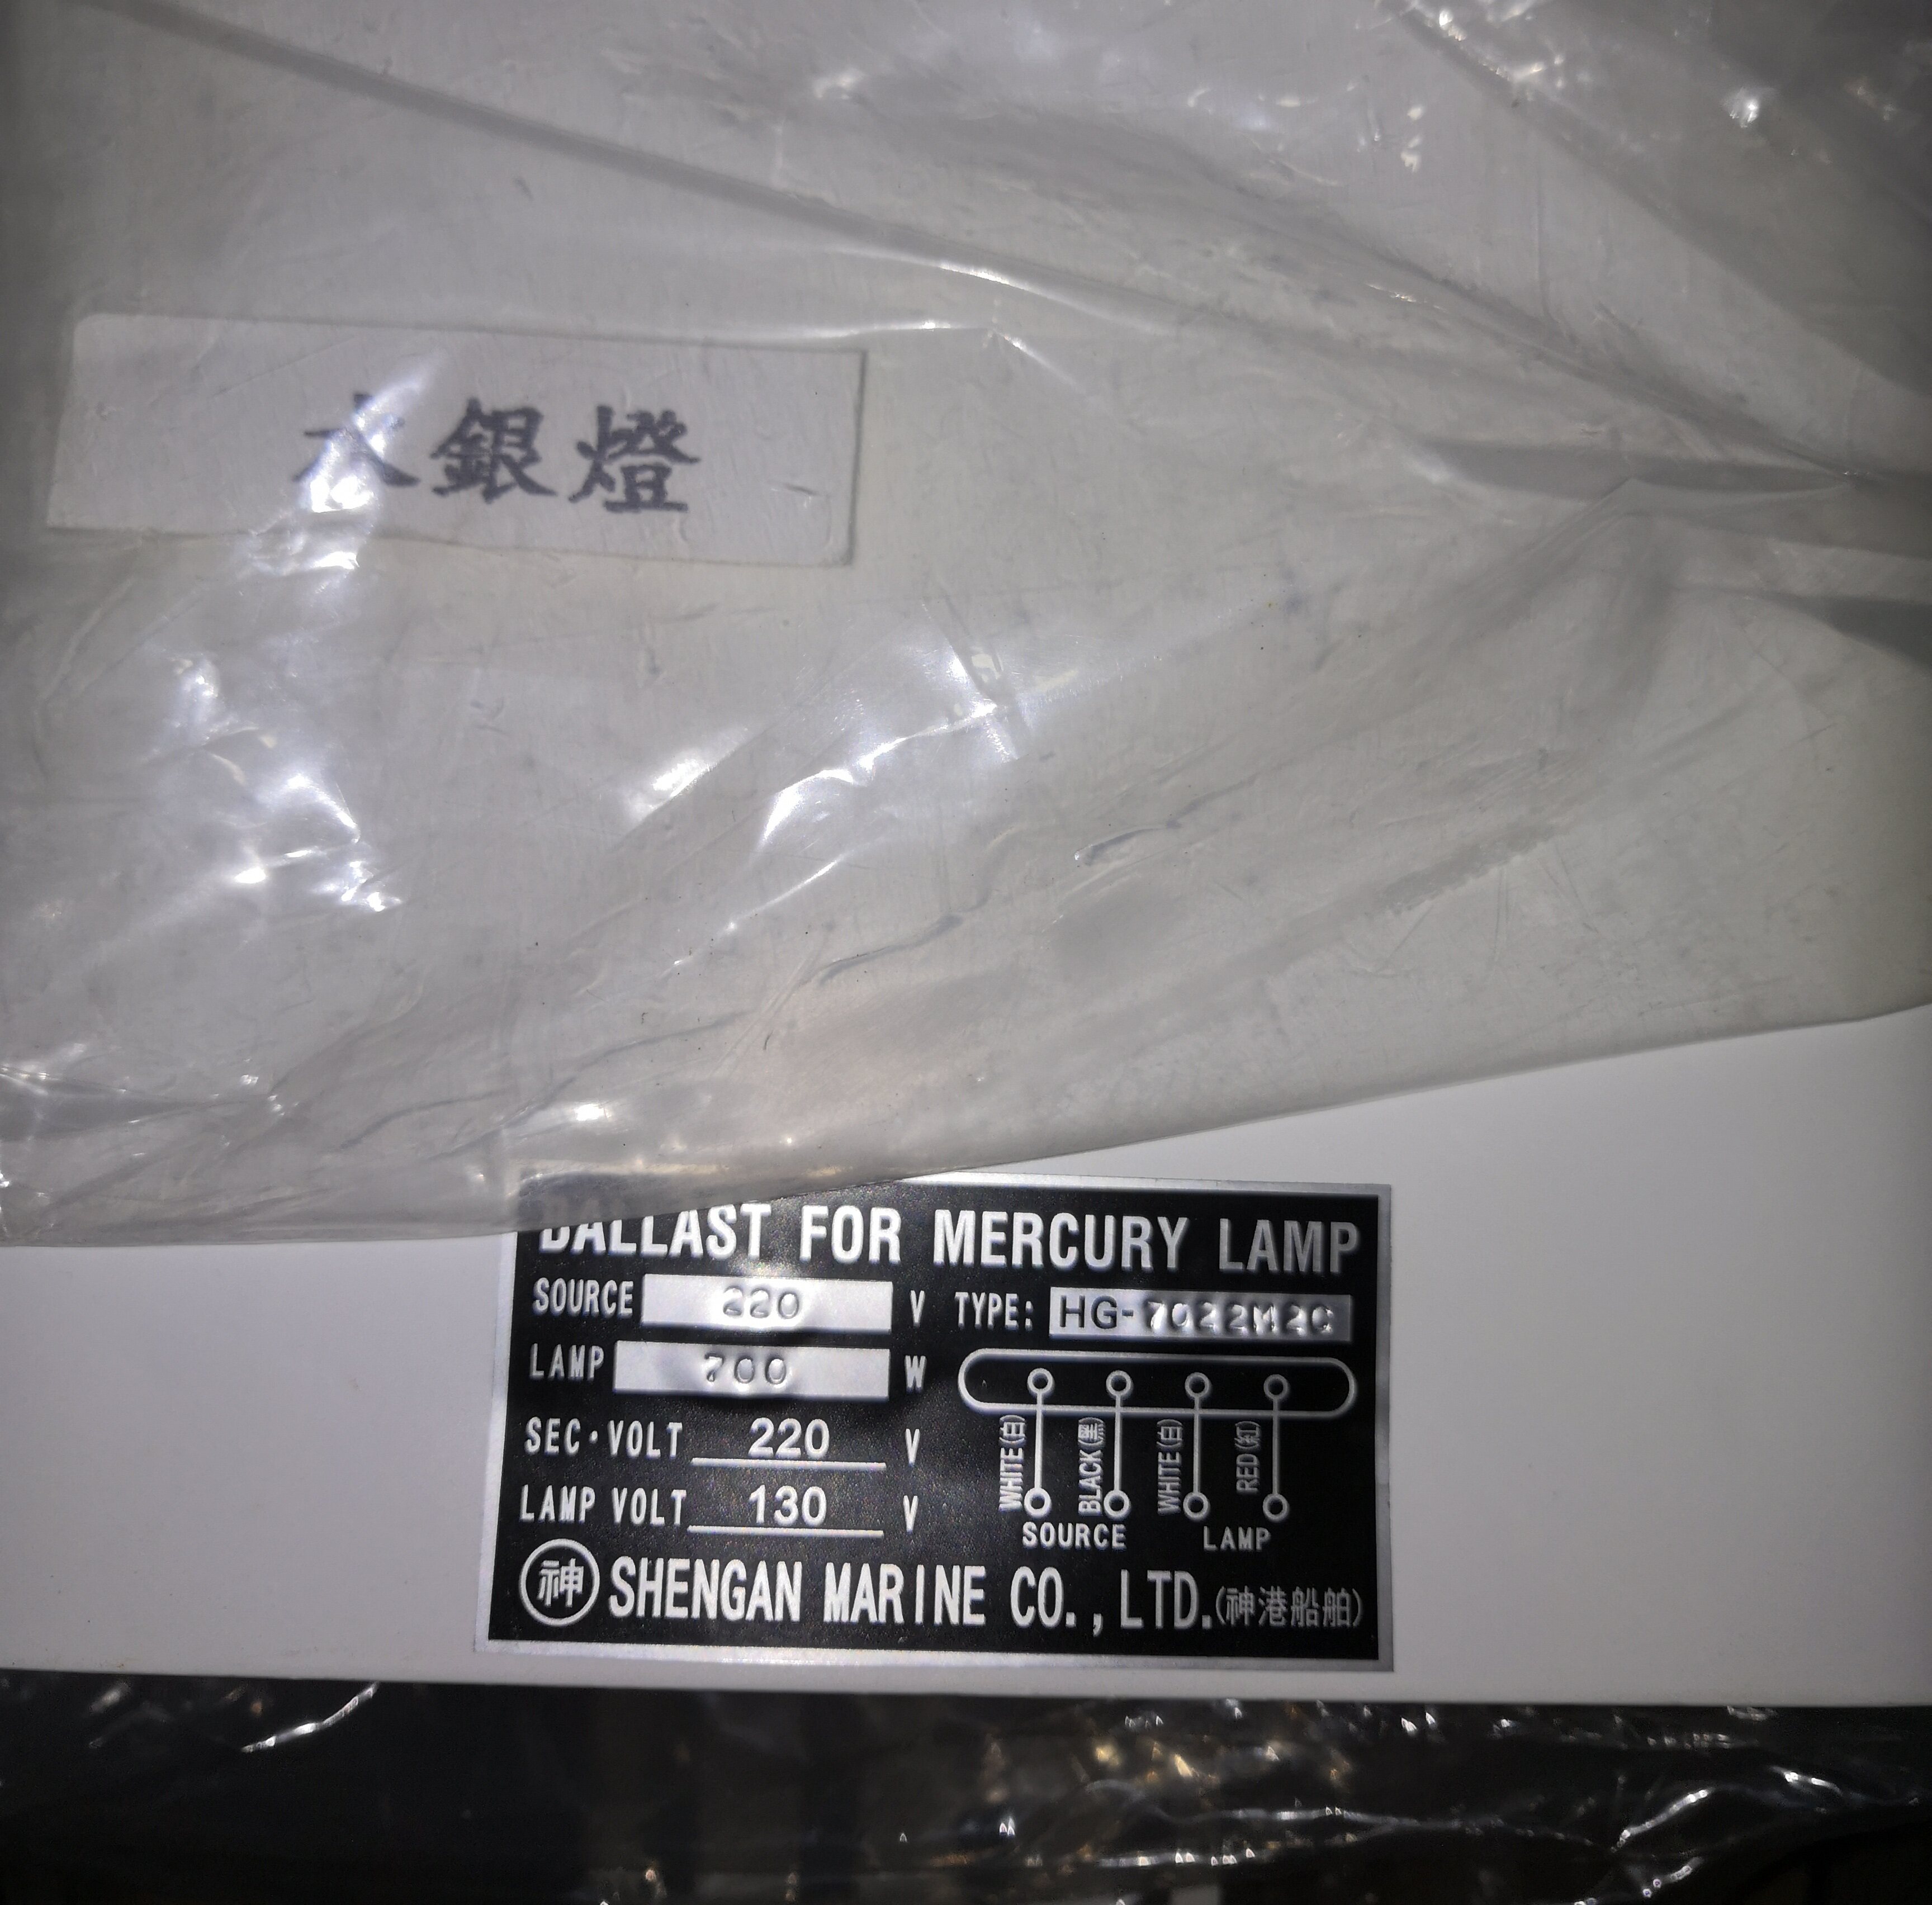 水銀燈
BALLAST FOR MERCURY LAMP
SOURCE 220 V TYPE: HG-7022M2C
LAMP 700 W
SEC·VOLT 220 V
LAMP VOLT 130 V
WHITE(白) BLACK(黑) WHITE(白) RED(紅)
SOURCE LAMP
神 SHENGAN MARINE CO., LTD.(神港船舶)